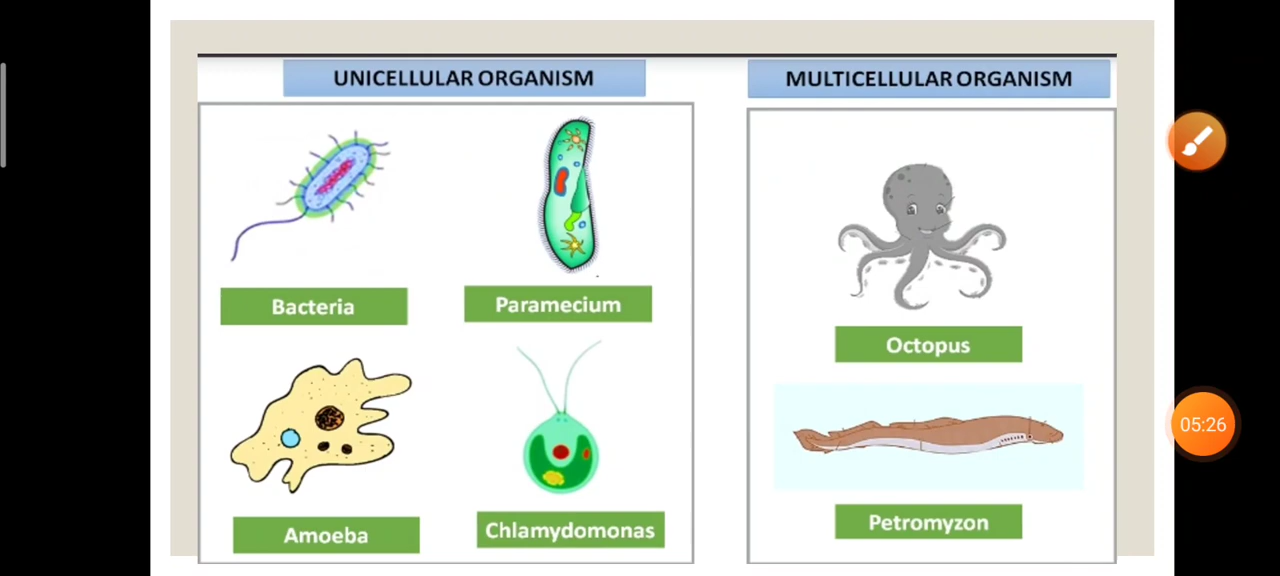 UNICELLULAR ORGANISM
MULTICELLULAR ORGANISM
Bacteria
Paramecium
Octopus
Amoeba
Chlamydomonas
Petromyzon
05:26